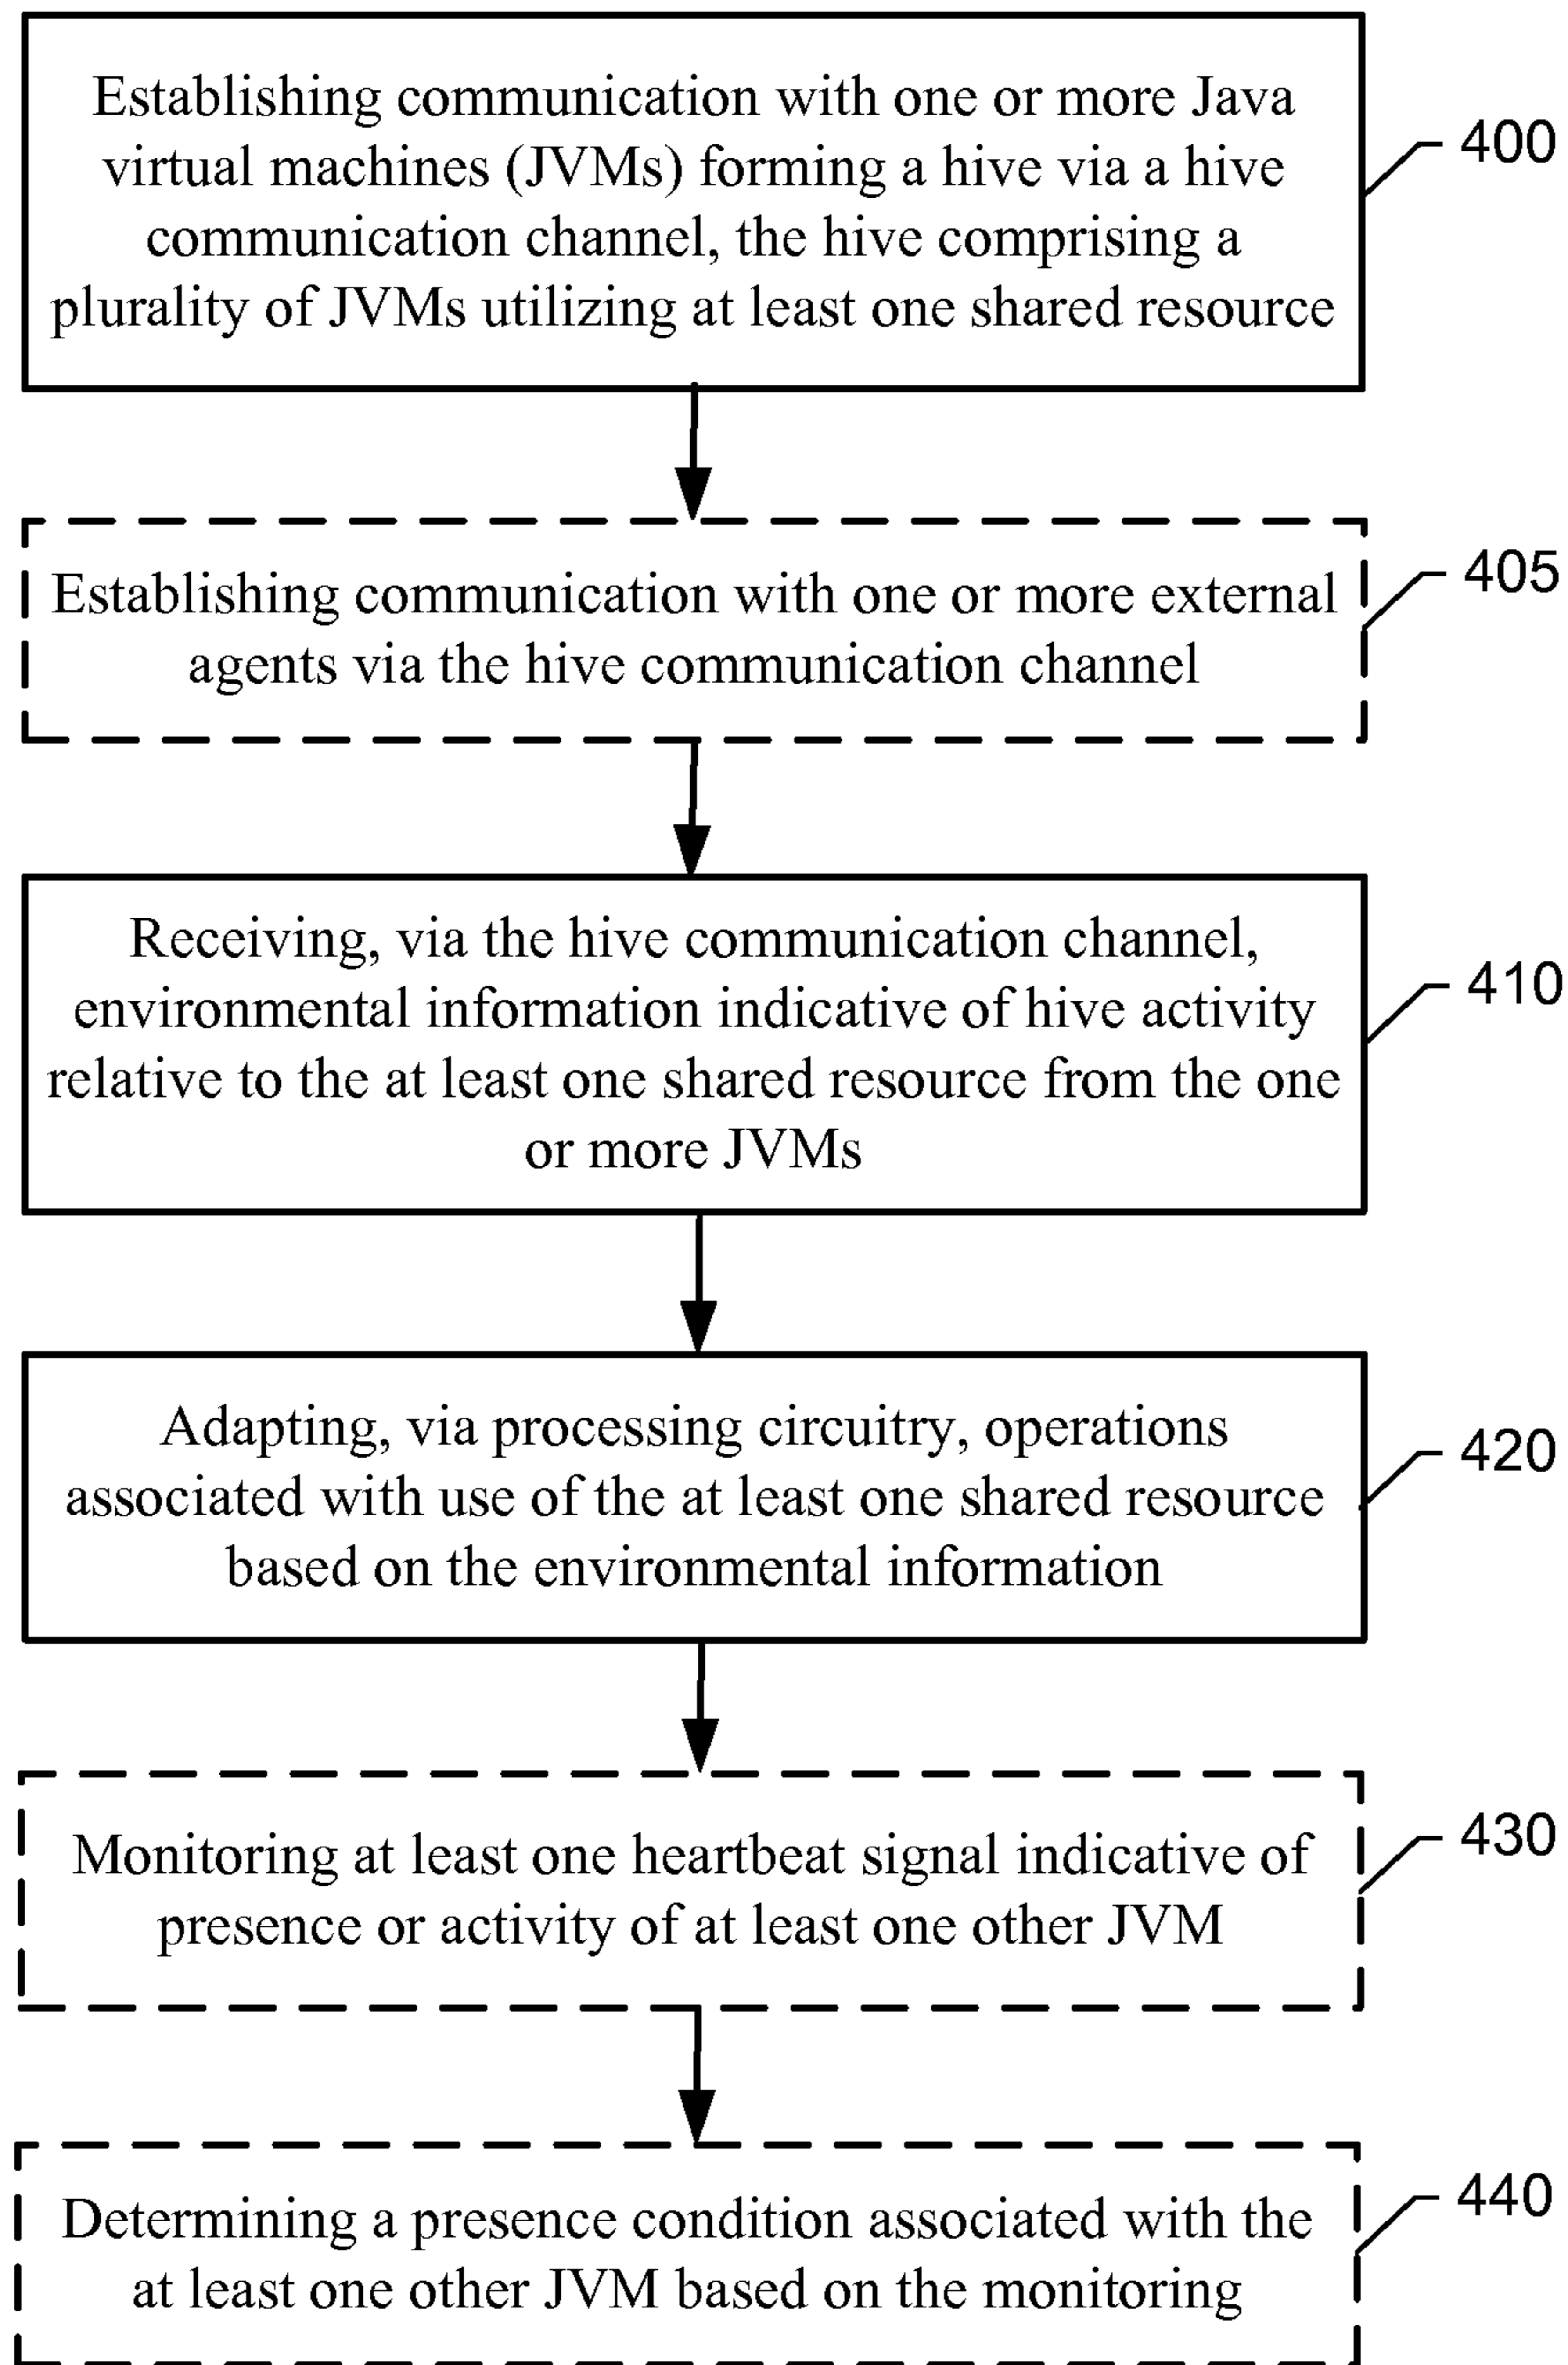 Establishing communication with one or more Java
virtual machines (JVMs) forming a hive via a hive
communication channel, the hive comprising a
plurality of JVMs utilizing at least one shared resource
400
Establishing communication with one or more external
agents via the hive communication channel
405
Receiving, via the hive communication channel,
environmental information indicative of hive activity
relative to the at least one shared resource from the one
or more JVMs
410
Adapting, via processing circuitry, operations
associated with use of the at least one shared resource
based on the environmental information
420
Monitoring at least one heartbeat signal indicative of
presence or activity of at least one other JVM
430
Determining a presence condition associated with the
at least one other JVM based on the monitoring
440